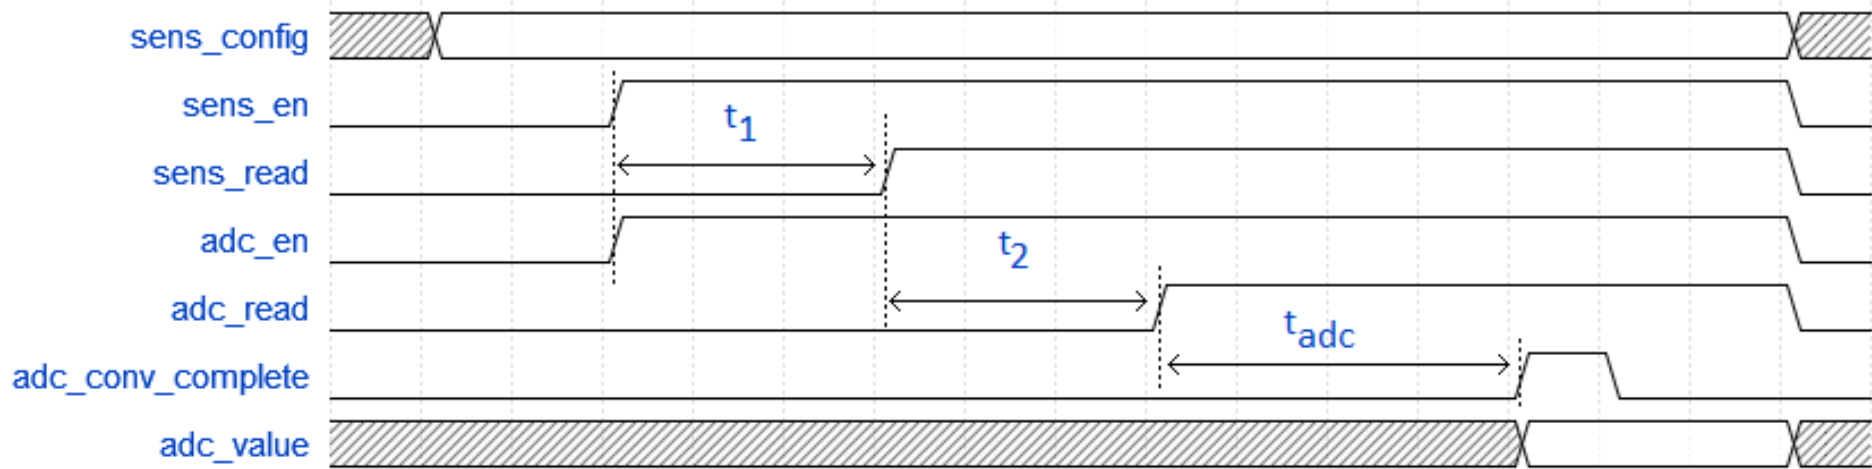 sens_config
sens_en
t1
sens_read
adc_en
t2
adc_read
tadc
adc_conv_complete
adc_value